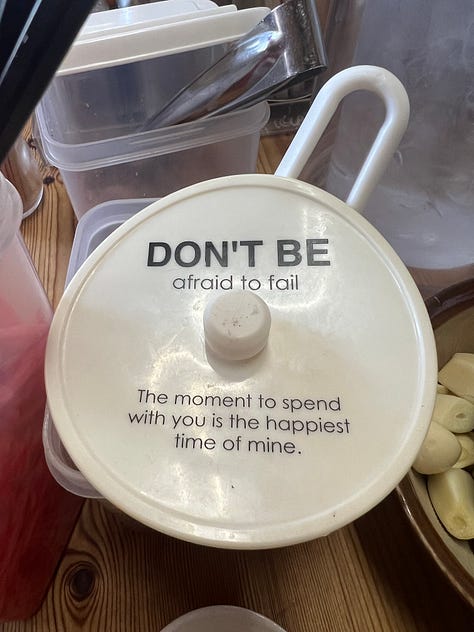 DON'T BE
afraid to fail
The moment to spend
with you is the happiest
time of mine.